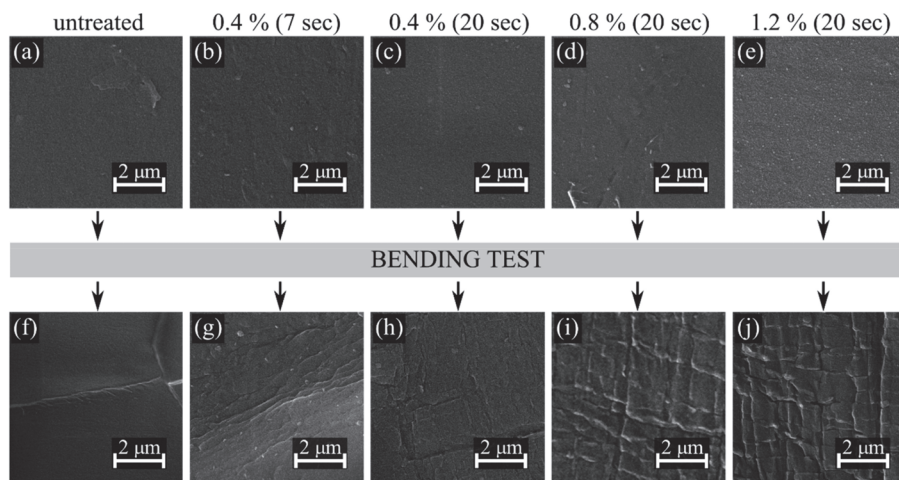 untreated 0.4 % (7 sec) 0.4 % (20 sec) 0.8 % (20 sec) 1.2 % (20 sec)
(a) (b) (c) (d) (e)
2 μm 2 μm 2 μm 2 μm 2 μm
BENDING TEST
(f) (g) (h) (i) (j)
2 μm 2 μm 2 μm 2 μm 2 μm